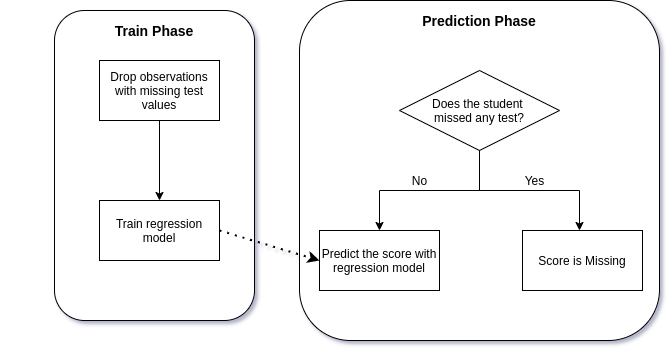 Train Phase
Drop observations
with missing test
values
Train regression
model
Prediction Phase
Does the student
missed any test?
No
Yes
Predict the score with
regression model
Score is Missing